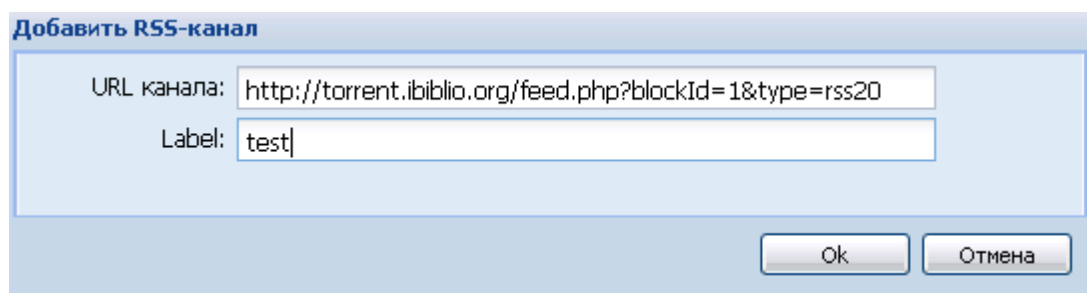 Добавить RSS-канал
URL канала: http://torrent.ibiblio.org/feed.php?blockId=1&type=rss20
Label: test
Ok Отмена